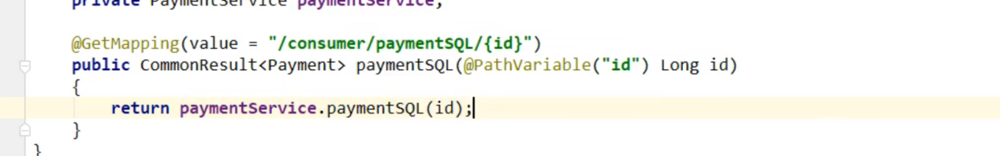 private PaymentService paymentService;
@GetMapping(value = "/consumer/paymentSQL/{id}")
public CommonResult<Payment> paymentSQL(@PathVariable("id") Long id)
{
return paymentService.paymentSQL(id);
}
}